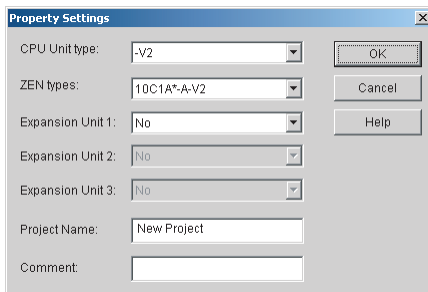 Property Settings
CPU Unit type: -V2 OK
ZEN types: 10C1A*-A-V2 Cancel
Expansion Unit 1: No Help
Expansion Unit 2: No
Expansion Unit 3: No
Project Name: New Project
Comment: